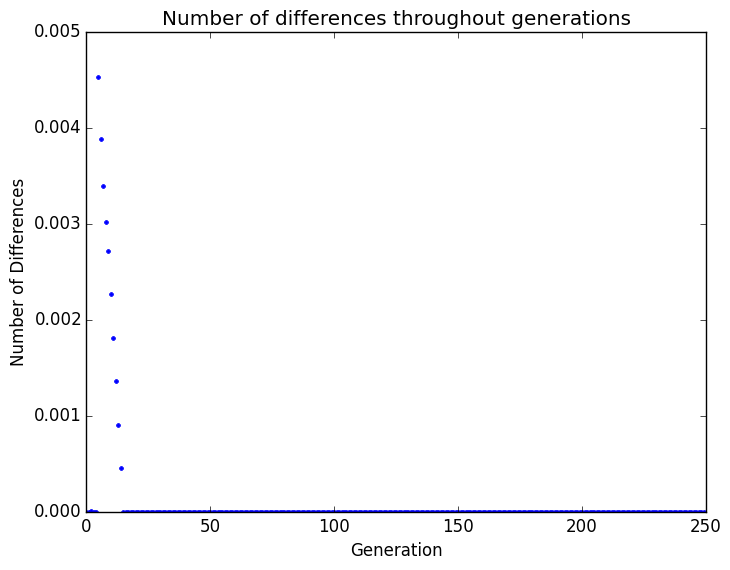 Number of differences throughout generations
0.005
0.004
0.003
0.002
0.001
0.000
Number of Differences
0 50 100 150 200 250
Generation